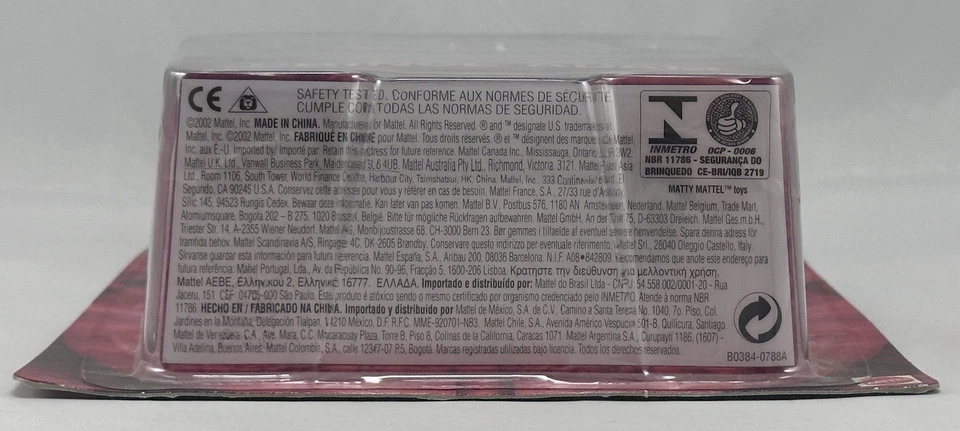 CE
SAFETY TESTED. CONFORME AUX NORMES DE SÉCURITÉ
CUMPLE CON TODAS LAS NORMAS DE SEGURIDAD.
©2002 Mattel, Inc. MADE IN CHINA. Manufactured for Mattel. All Rights Reserved. ® and ™ designate U.S. trademarks of
Mattel, Inc. ©2002 Mattel, Inc. FABRIQUÉ EN CHINE pour Mattel. Tous droits réservés. ® et ™ désignent des marques de Mattel,
Inc. aux É.-U. Imported by/ Importé par: Retain this address for future reference. Mattel Canada Inc., Mississauga, Ontario 3W2.
Mattel U.K. Ltd., Vanwall Business Park, Maidenhead SL6 4UB. Mattel Australia Pty. Ltd., Richmond, Victoria. 3121. Mattel Asia
Ltd., Room 1106, South Tower, World Finance Centre, Harbour City, Tsimshatsui, HK, China. Mattel, Inc. 333 Continental El
Segundo, CA 90245 U.S.A. Conservez cette adresse pour vous y référer en cas de besoin. Mattel France, S.A., 27/33 rue d'Antony,
Silic 145, 94523 Rungis Cedex. Bewaar deze informatie. Kan later van pas komen. Mattel B.V., Postbus 576, 1180 AN Amstelveen, Nederland. Mattel Belgium, Trade Mart,
Atomiumsquare, Bogota 202 – B 275, 1020 Brussel, België. Bitte für mögliche Rückfragen aufbewahren. Mattel GmbH, An der 75, D-63303 Dreieich. Mattel Ges.m.b.H.,
Triester Str. 14, A-2355 Wiener Neudorf. Mattel AG, Monbijoustrasse 68, CH-3000 Bern 23. Bør gemmes i tilfælde af eventuel senere henvendelse. Spara denna adress för
framtida behov. Mattel Scandinavia A/S, Ringager 4C, DK-2605 Brøndby. Conservare questo indirizzo per eventuale riferimento. Mattel Srl., 28040 Oleggio Castello, Italy.
Sírvanse guardar esta información para futura referencia. Mattel España, S.A., Aribau 200, 08036 Barcelona. N.I.F. A08•842809. Recomendamos que anote este endereço para
futura referência: Mattel Portugal, Lda., Av. da República No. 90-96, Fracção 5, 1600-206 Lisboa. Κρατήστε την διεύθυνση για μελλοντική χρήση.
Mattel AEBE, Ελληνικού 2, Ελληνικό 16777. ΕΛΛΑΔΑ. Importado e distribuído por: Mattel do Brasil Ltda - CNPJ 54.558.002/0001-20 - Rua
Jaceru, 151 CEP 04705-000 São Paulo. Este produto é atóxico sendo o mesmo certificado por organismo credenciado pelo INMETRO. Atende à norma NBR
11786. HECHO EN / FABRICADO NA CHINA. Importado y distribuido por Mattel de México, S.A. de C.V., Camino a Santa Teresa No. 1040, 7o. Piso, Col.
Jardines en la Montaña, Delegación Tlalpan, 14210 México, D.F. R.F.C. MME-920701-NB3. Mattel Chile, S.A., Avenida Américo Vespucio 501-B, Quilicura, Santiago.
Mattel de Venezuela, C.A., Ave. Mara, C.C. Macaracuay Plaza, Torre B, Piso 8, Colinas de la California, Caracas 1071. Mattel Argentina S.A., Curupaytí 1186, (1607) -
Villa Adelina, Buenos Aires. Mattel Colombia, S.A., calle 123#7-07 P.5, Bogotá. Marcas registradas utilizadas bajo licencia. Todos los derechos reservados.
INMETRO OCP - 0006
NBR 11786 - SEGURANÇA DO
BRINQUEDO CE-BRI/IQB 2719
MATTY MATTEL™ toys
B0384-0788A